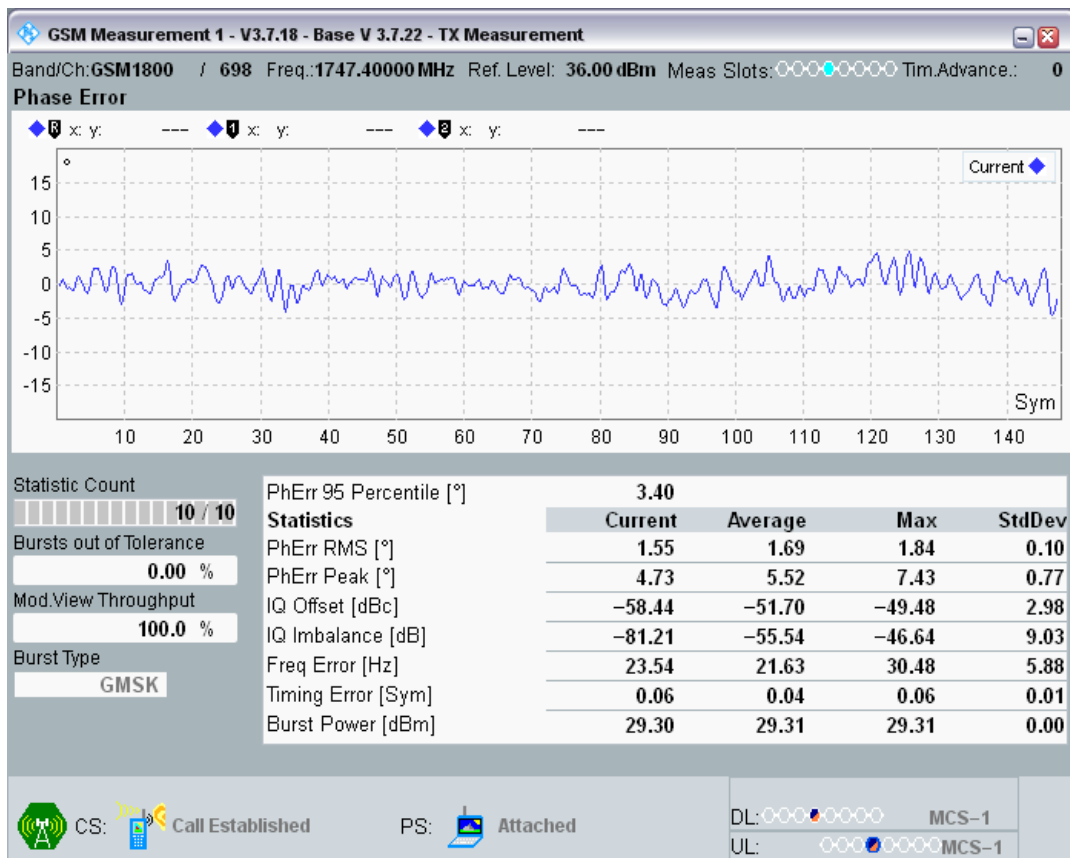 GSM Measurement 1 - V3.7.18 - Base V 3.7.22 - TX Measurement
Band/Ch:GSM1800 / 698 Freq.:1747.40000 MHz Ref. Level: 36.00 dBm Meas Slots: Tim.Advance.: 0
Phase Error
R x: y: --- 1 x: y: --- 2 x: y: ---
°
Current
15
10
5
0
-5
-10
-15
Sym
10 20 30 40 50 60 70 80 90 100 110 120 130 140
Statistic Count
10 / 10
Bursts out of Tolerance
0.00 %
Mod.View Throughput
100.0 %
Burst Type
GMSK
PhErr 95 Percentile [°] 3.40
Statistics Current Average Max StdDev
PhErr RMS [°] 1.55 1.69 1.84 0.10
PhErr Peak [°] 4.73 5.52 7.43 0.77
IQ Offset [dBc] −58.44 −51.70 −49.48 2.98
IQ Imbalance [dB] −81.21 −55.54 −46.64 9.03
Freq Error [Hz] 23.54 21.63 30.48 5.88
Timing Error [Sym] 0.06 0.04 0.06 0.01
Burst Power [dBm] 29.30 29.31 29.31 0.00
CS: Call Established PS: Attached
DL: MCS−1
UL: MCS−1